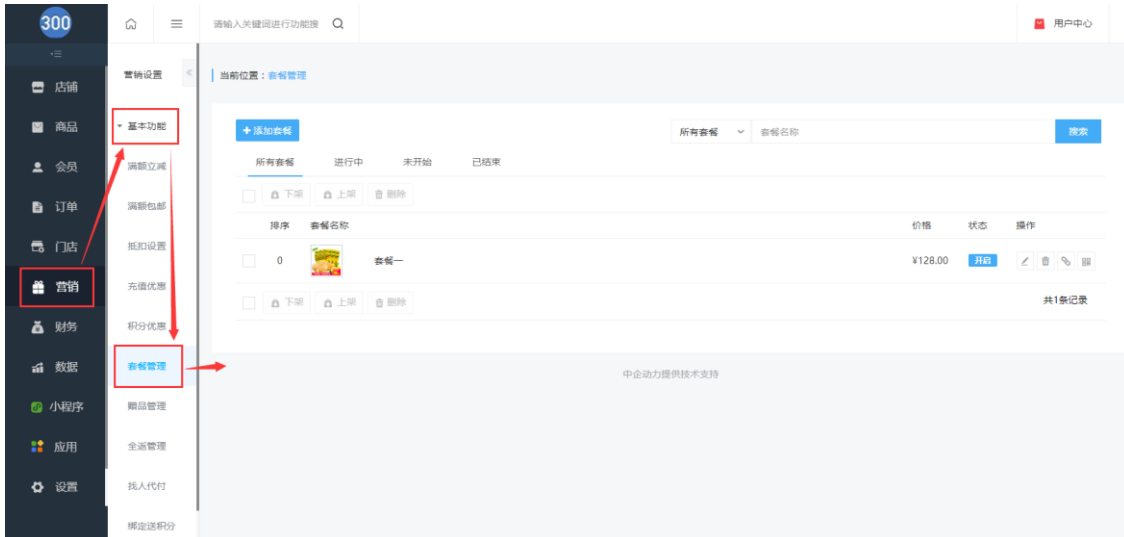 300
请输入关键词进行功能搜
用户中心
店铺
商品
会员
订单
门店
营销
财务
数据
小程序
应用
设置
营销设置
基本功能
满额立减
满额包邮
抵扣设置
充值优惠
积分优惠
套餐管理
赠品管理
全返管理
找人代付
绑定送积分
当前位置：套餐管理
+添加套餐
所有套餐 套餐名称 搜索
所有套餐 进行中 未开始 已结束
下架 上架 删除
排序 套餐名称 价格 状态 操作
0 套餐一 ¥128.00 开启
下架 上架 删除 共1条记录
中企动力提供技术支持